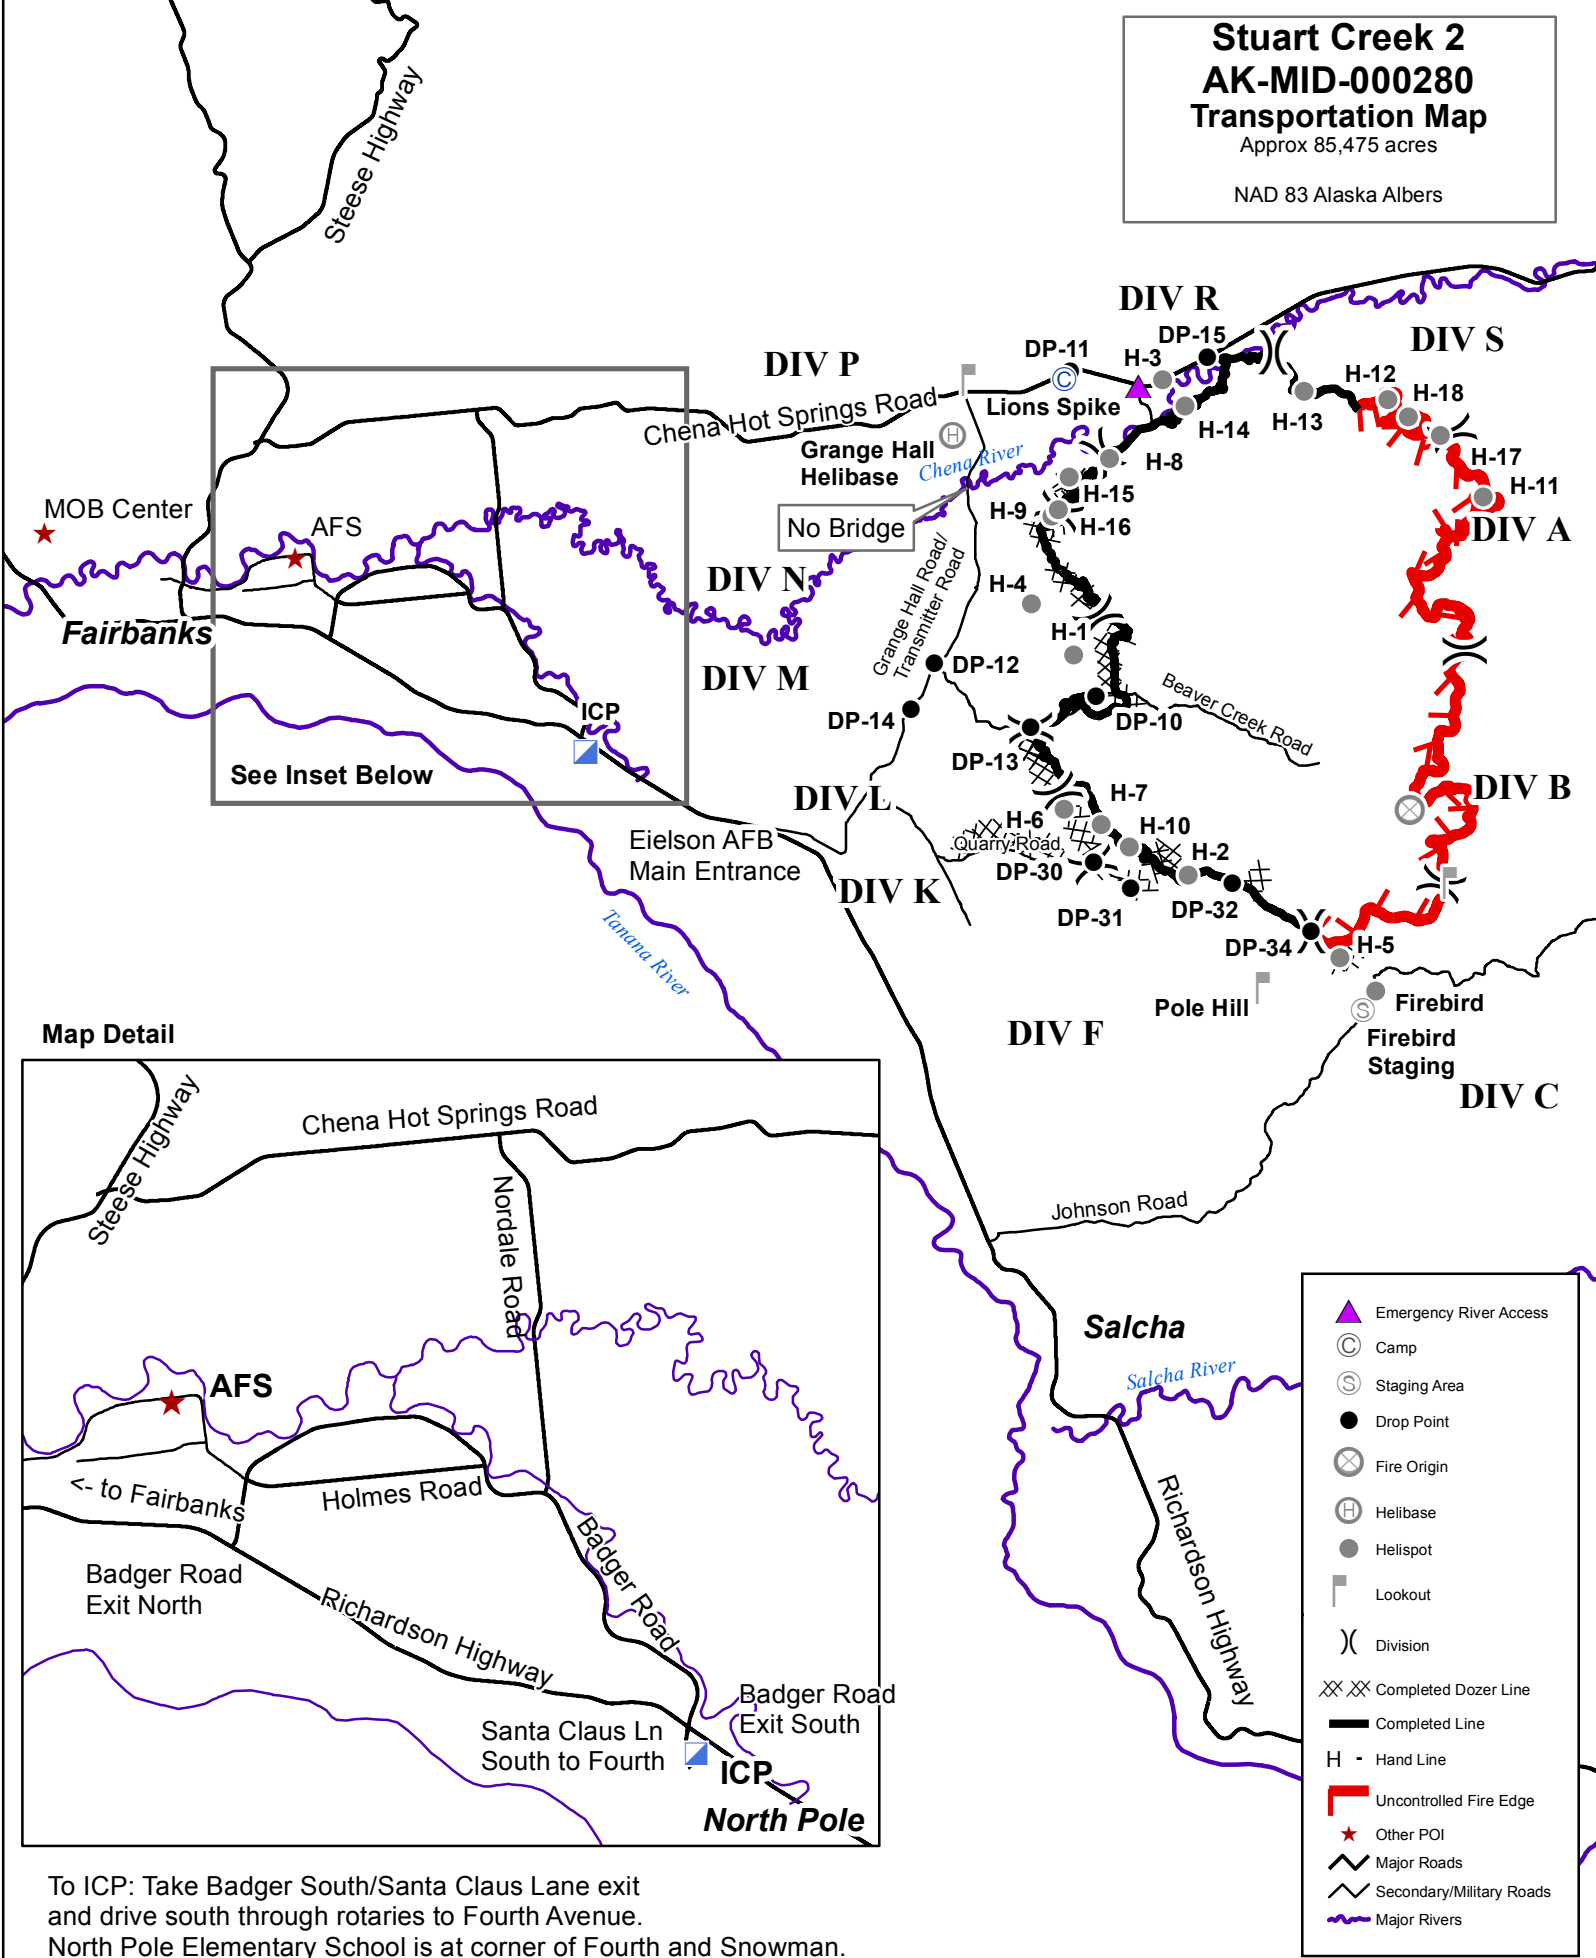 Stuart Creek 2
AK-MID-000280
Transportation Map
Approx 85,475 acres
NAD 83 Alaska Albers
Steese Highway
DIV R
DIV S
DIV P
DP-15
DP-11
H-3
H-12
H-18
C
Lions Spike
Chena Hot Springs Road
H-13
H-14
Grange Hall
Helibase
H
Chena River
H-8
H-17
H-11
H-15
H-9
H-16
DIV A
MOB Center
AFS
No Bridge
DIV N
Grange Hall Road/
Transmitter Road
H-4
Fairbanks
H-1
DIV M
DP-12
Beaver Creek Road
ICP
DP-14
DP-10
DP-13
See Inset Below
DIV L
H-7
DIV B
H-6
H-10
Quarry Road
H-2
Eielson AFB
Main Entrance
DP-30
DIV K
DP-31
DP-32
Tanana River
DP-34
H-5
Pole Hill
Firebird
S
Firebird
Staging
DIV F
DIV C
Map Detail
Chena Hot Springs Road
Steese Highway
Nordale Road
Johnson Road
AFS
Salcha
Salcha River
<- to Fairbanks
Holmes Road
Badger Road
Badger Road
Exit North
Richardson Highway
Richardson Highway
Badger Road
Exit South
Santa Claus Ln
South to Fourth
ICP
North Pole
Emergency River Access
C Camp
S Staging Area
Drop Point
Fire Origin
H Helibase
Helispot
Lookout
)( Division
Completed Dozer Line
Completed Line
H - Hand Line
Uncontrolled Fire Edge
Other POI
Major Roads
Secondary/Military Roads
Major Rivers
To ICP: Take Badger South/Santa Claus Lane exit
and drive south through rotaries to Fourth Avenue.
North Pole Elementary School is at corner of Fourth and Snowman.